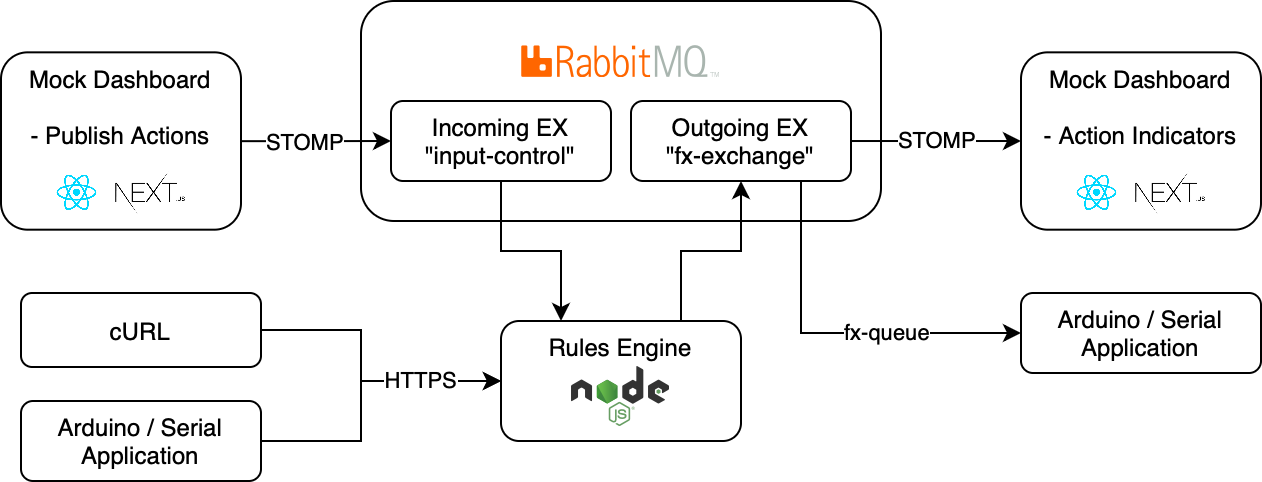 Mock Dashboard
- Publish Actions
NEXT.JS
STOMP
RabbitMQ™
Incoming EX
"input-control"
Outgoing EX
"fx-exchange"
STOMP
Mock Dashboard
- Action Indicators
NEXT.JS
cURL
Arduino / Serial
Application
HTTPS
Rules Engine
node
JS®
fx-queue
Arduino / Serial
Application